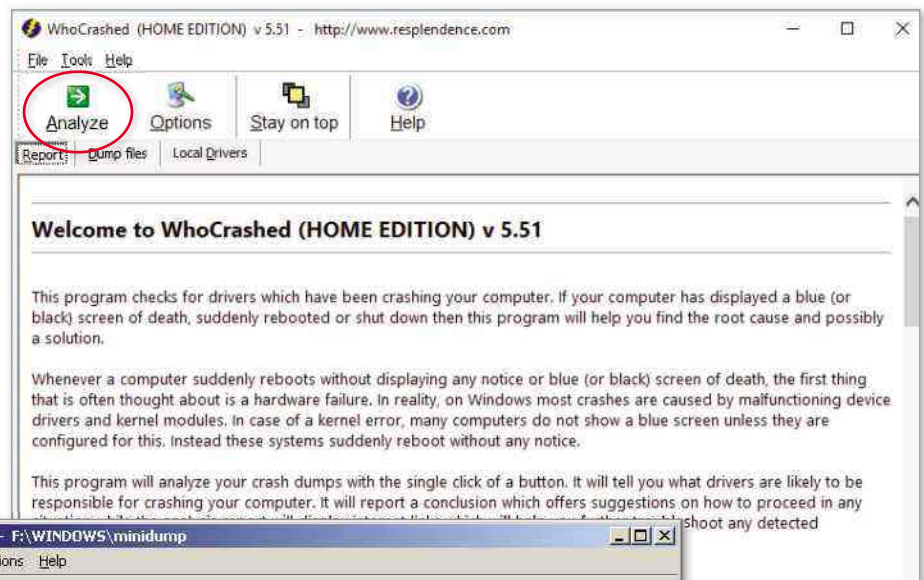 WhoCrashed (HOME EDITION) v 5.51 - http://www.resplendence.com
File Tools Help
Analyze Options Stay on top Help
Report Dump files Local Drivers
Welcome to WhoCrashed (HOME EDITION) v 5.51
This program checks for drivers which have been crashing your computer. If your computer has displayed a blue (or
black) screen of death, suddenly rebooted or shut down then this program will help you find the root cause and possibly
a solution.
Whenever a computer suddenly reboots without displaying any notice or blue (or black) screen of death, the first thing
that is often thought about is a hardware failure. In reality, on Windows most crashes are caused by malfunctioning device
drivers and kernel modules. In case of a kernel error, many computers do not show a blue screen unless they are
configured for this. Instead these systems suddenly reboot without any notice.
This program will analyze your crash dumps with the single click of a button. It will tell you what drivers are likely to be
responsible for crashing your computer. It will report a conclusion which offers suggestions on how to proceed in any
shoot any detected
- F:\WINDOWS\minidump
ions Help